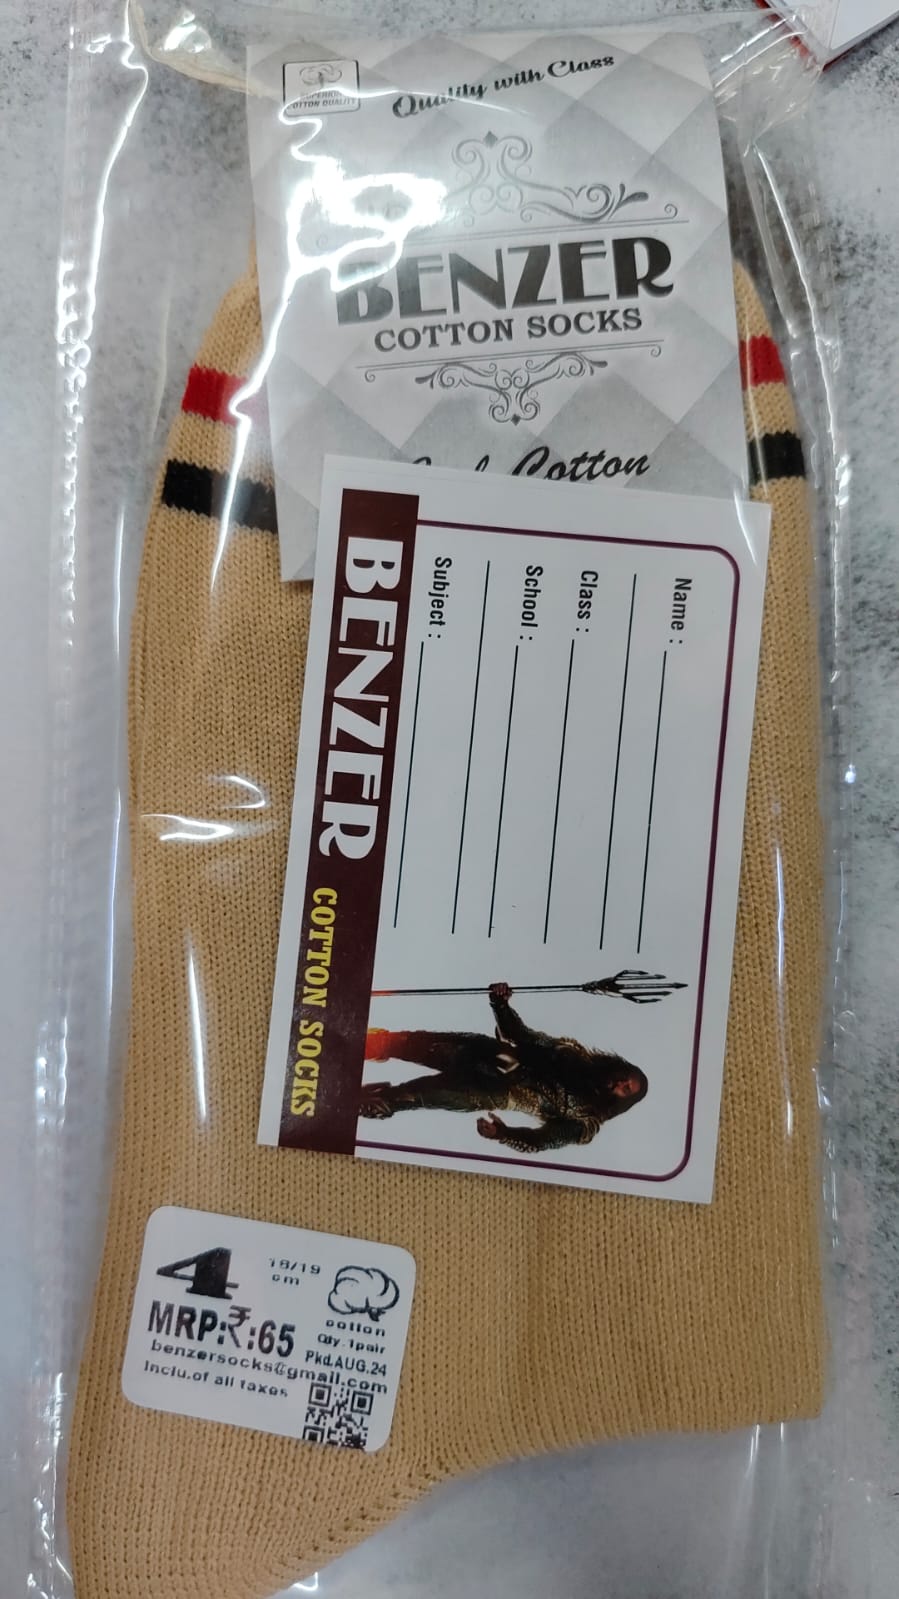 SUPERIOR
COTTON QUALITY
Quality with Class
BENZER
COTTON SOCKS
Cotton
Name :
Class :
School :
Subject :
BENZER COTTON SOCKS
4
18/19
cm
cotton
Qty. 1pair
MRP:₹:65
Pkd.AUG.24
benzersocks@gmail.com
Inclu.of all taxes